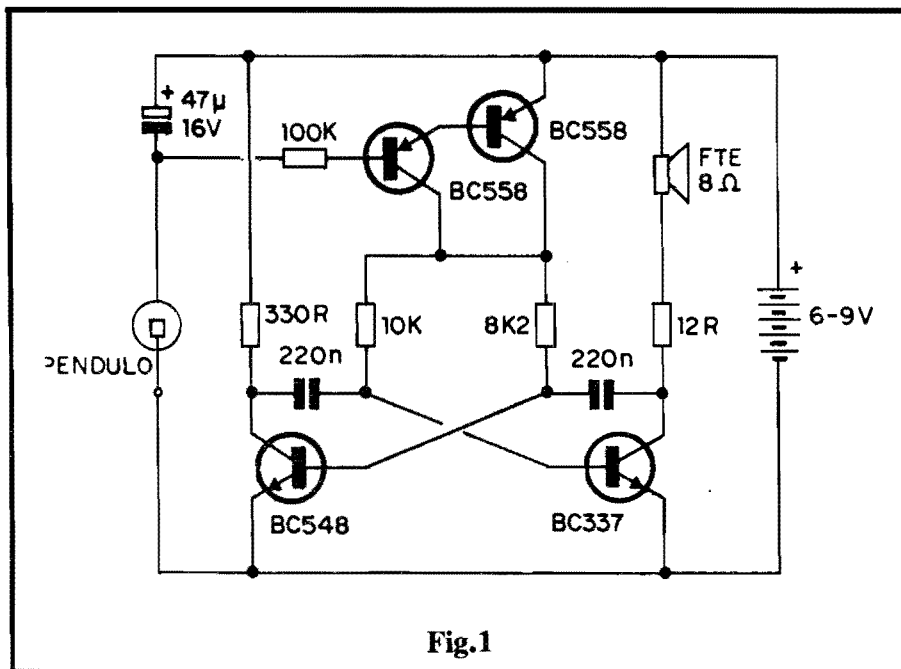 + 47µ
16V
100K
BC558
BC558
FTE
8Ω
330R
10K
8K2
12R
+
6-9V
220n
220n
PENDULO
BC548
BC337
Fig.1